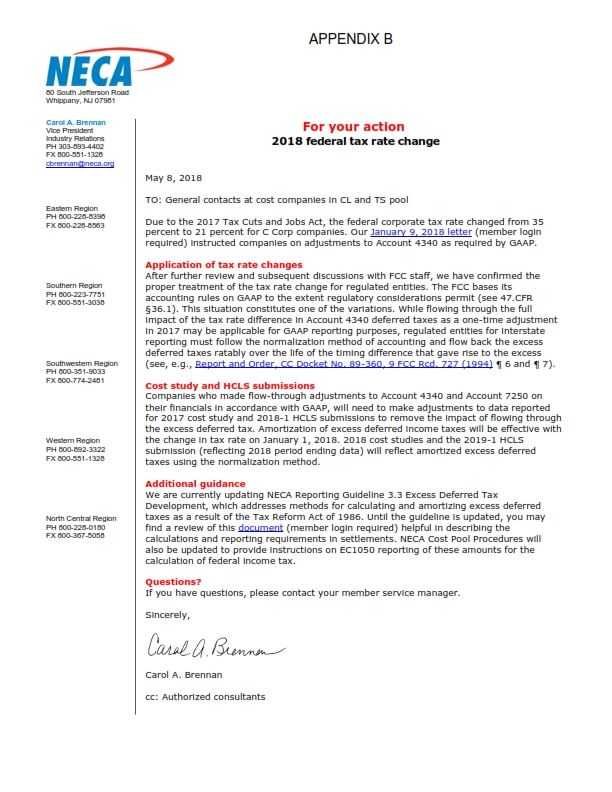 APPENDIX B
NECA
80 South Jefferson Road
Whippany, NJ 07981
Carol A. Brennan
Vice President
Industry Relations
PH 303-893-4402
FX 800-551-1328
cbrennan@neca.org
Eastern Region
PH 800-228-8398
FX 800-228-8563
Southern Region
PH 800-223-7751
FX 800-551-3038
Southwestern Region
PH 800-351-9033
FX 800-774-2481
Western Region
PH 800-892-3322
FX 800-551-1328
North Central Region
PH 800-228-0180
FX 800-367-5058
For your action
2018 federal tax rate change
May 8, 2018
TO: General contacts at cost companies in CL and TS pool
Due to the 2017 Tax Cuts and Jobs Act, the federal corporate tax rate changed from 35
percent to 21 percent for C Corp companies. Our January 9, 2018 letter (member login
required) instructed companies on adjustments to Account 4340 as required by GAAP.
Application of tax rate changes
After further review and subsequent discussions with FCC staff, we have confirmed the
proper treatment of the tax rate change for regulated entities. The FCC bases its
accounting rules on GAAP to the extent regulatory considerations permit (see 47.CFR
§36.1). This situation constitutes one of the variations. While flowing through the full
impact of the tax rate difference in Account 4340 deferred taxes as a one-time adjustment
in 2017 may be applicable for GAAP reporting purposes, regulated entities for interstate
reporting must follow the normalization method of accounting and flow back the excess
deferred taxes ratably over the life of the timing difference that gave rise to the excess
(see, e.g., Report and Order, CC Docket No. 89-360, 9 FCC Rcd. 727 (1994) ¶ 6 and ¶ 7).
Cost study and HCLS submissions
Companies who made flow-through adjustments to Account 4340 and Account 7250 on
their financials in accordance with GAAP, will need to make adjustments to data reported
for 2017 cost study and 2018-1 HCLS submissions to remove the impact of flowing through
the excess deferred tax. Amortization of excess deferred income taxes will be effective with
the change in tax rate on January 1, 2018. 2018 cost studies and the 2019-1 HCLS
submission (reflecting 2018 period ending data) will reflect amortized excess deferred
taxes using the normalization method.
Additional guidance
We are currently updating NECA Reporting Guideline 3.3 Excess Deferred Tax
Development, which addresses methods for calculating and amortizing excess deferred
taxes as a result of the Tax Reform Act of 1986. Until the guideline is updated, you may
find a review of this document (member login required) helpful in describing the
calculations and reporting requirements in settlements. NECA Cost Pool Procedures will
also be updated to provide instructions on EC1050 reporting of these amounts for the
calculation of federal income tax.
Questions?
If you have questions, please contact your member service manager.
Sincerely,
Carol A. Brennan
Carol A. Brennan
cc: Authorized consultants